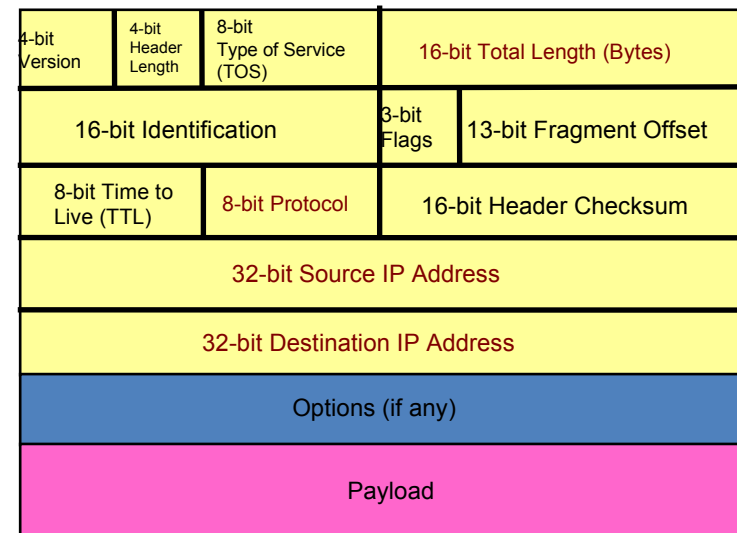 4-bit
Version
4-bit
Header
Length
8-bit
Type of Service
(TOS)
16-bit Total Length (Bytes)
16-bit Identification
3-bit
Flags
13-bit Fragment Offset
8-bit Time to
Live (TTL)
8-bit Protocol
16-bit Header Checksum
32-bit Source IP Address
32-bit Destination IP Address
Options (if any)
Payload